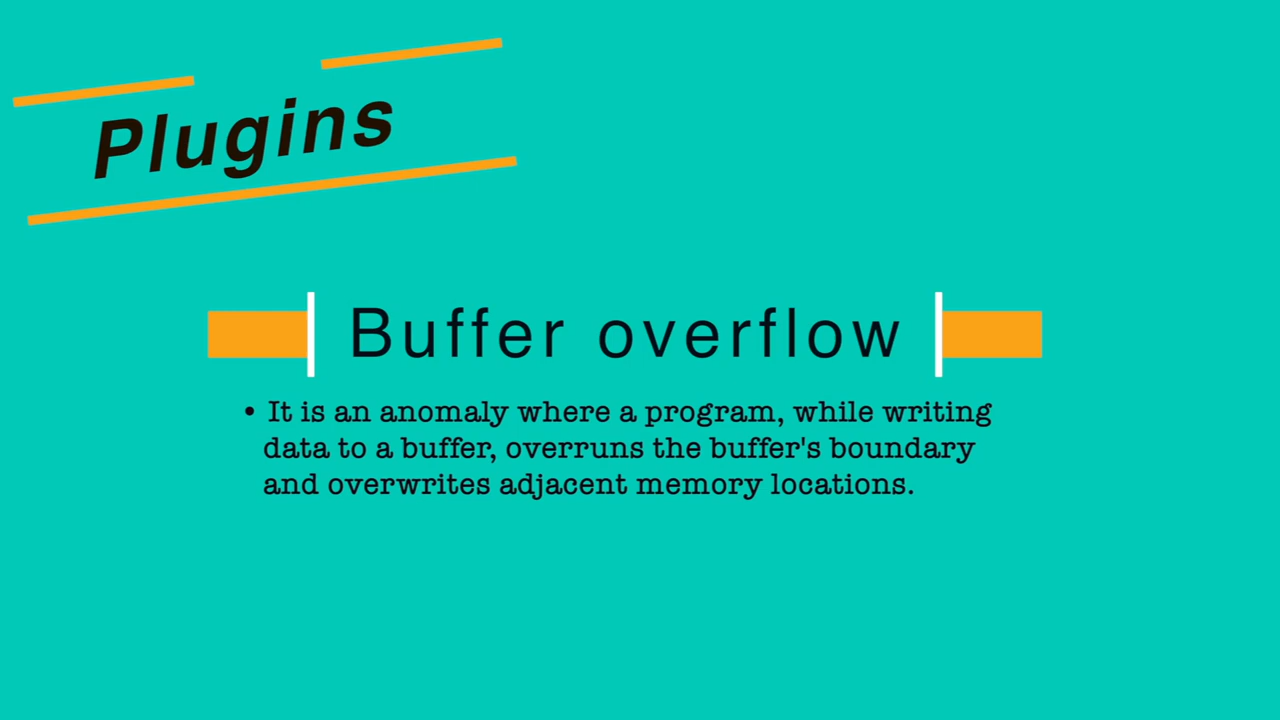 Plugins
Buffer overflow
• It is an anomaly where a program, while writing
data to a buffer, overruns the buffer's boundary
and overwrites adjacent memory locations.